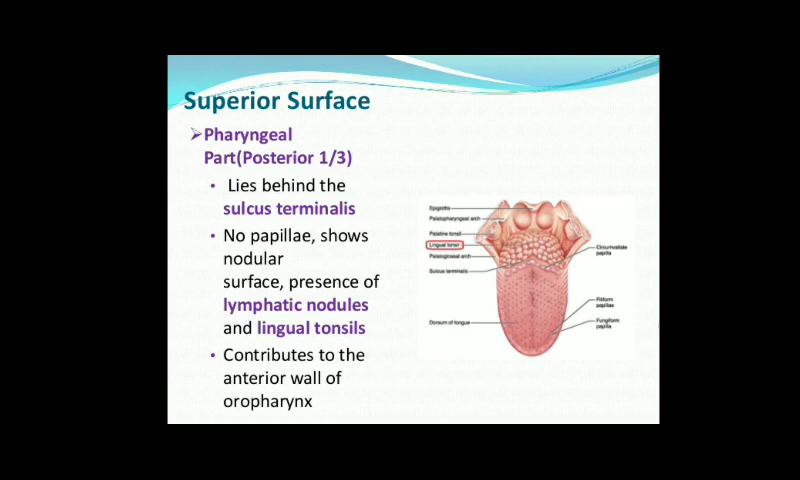 Superior Surface
➢Pharyngeal
Part(Posterior 1/3)
• Lies behind the
sulcus terminalis
• No papillae, shows
nodular
surface, presence of
lymphatic nodules
and lingual tonsils
• Contributes to the
anterior wall of
oropharynx
Epiglottis
Palatopharyngeal arch
Palatine tonsil
Lingual tonsil
Palatoglossal arch
Sulcus terminalis
Dorsum of tongue
Circumvallate
papilla
Filiform
papillae
Fungiform
papilla